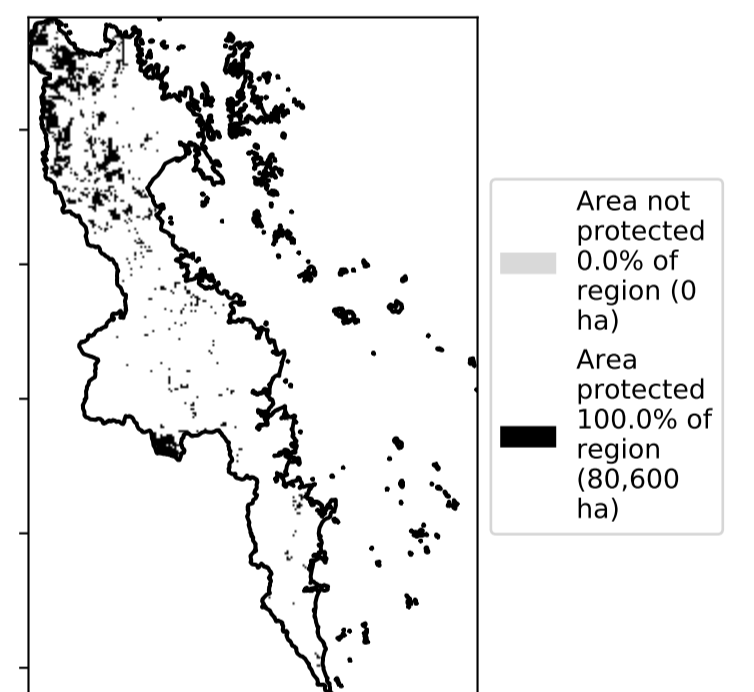 Area not
protected
0.0% of
region (0
ha)
Area
protected
100.0% of
region
(80,600
ha)